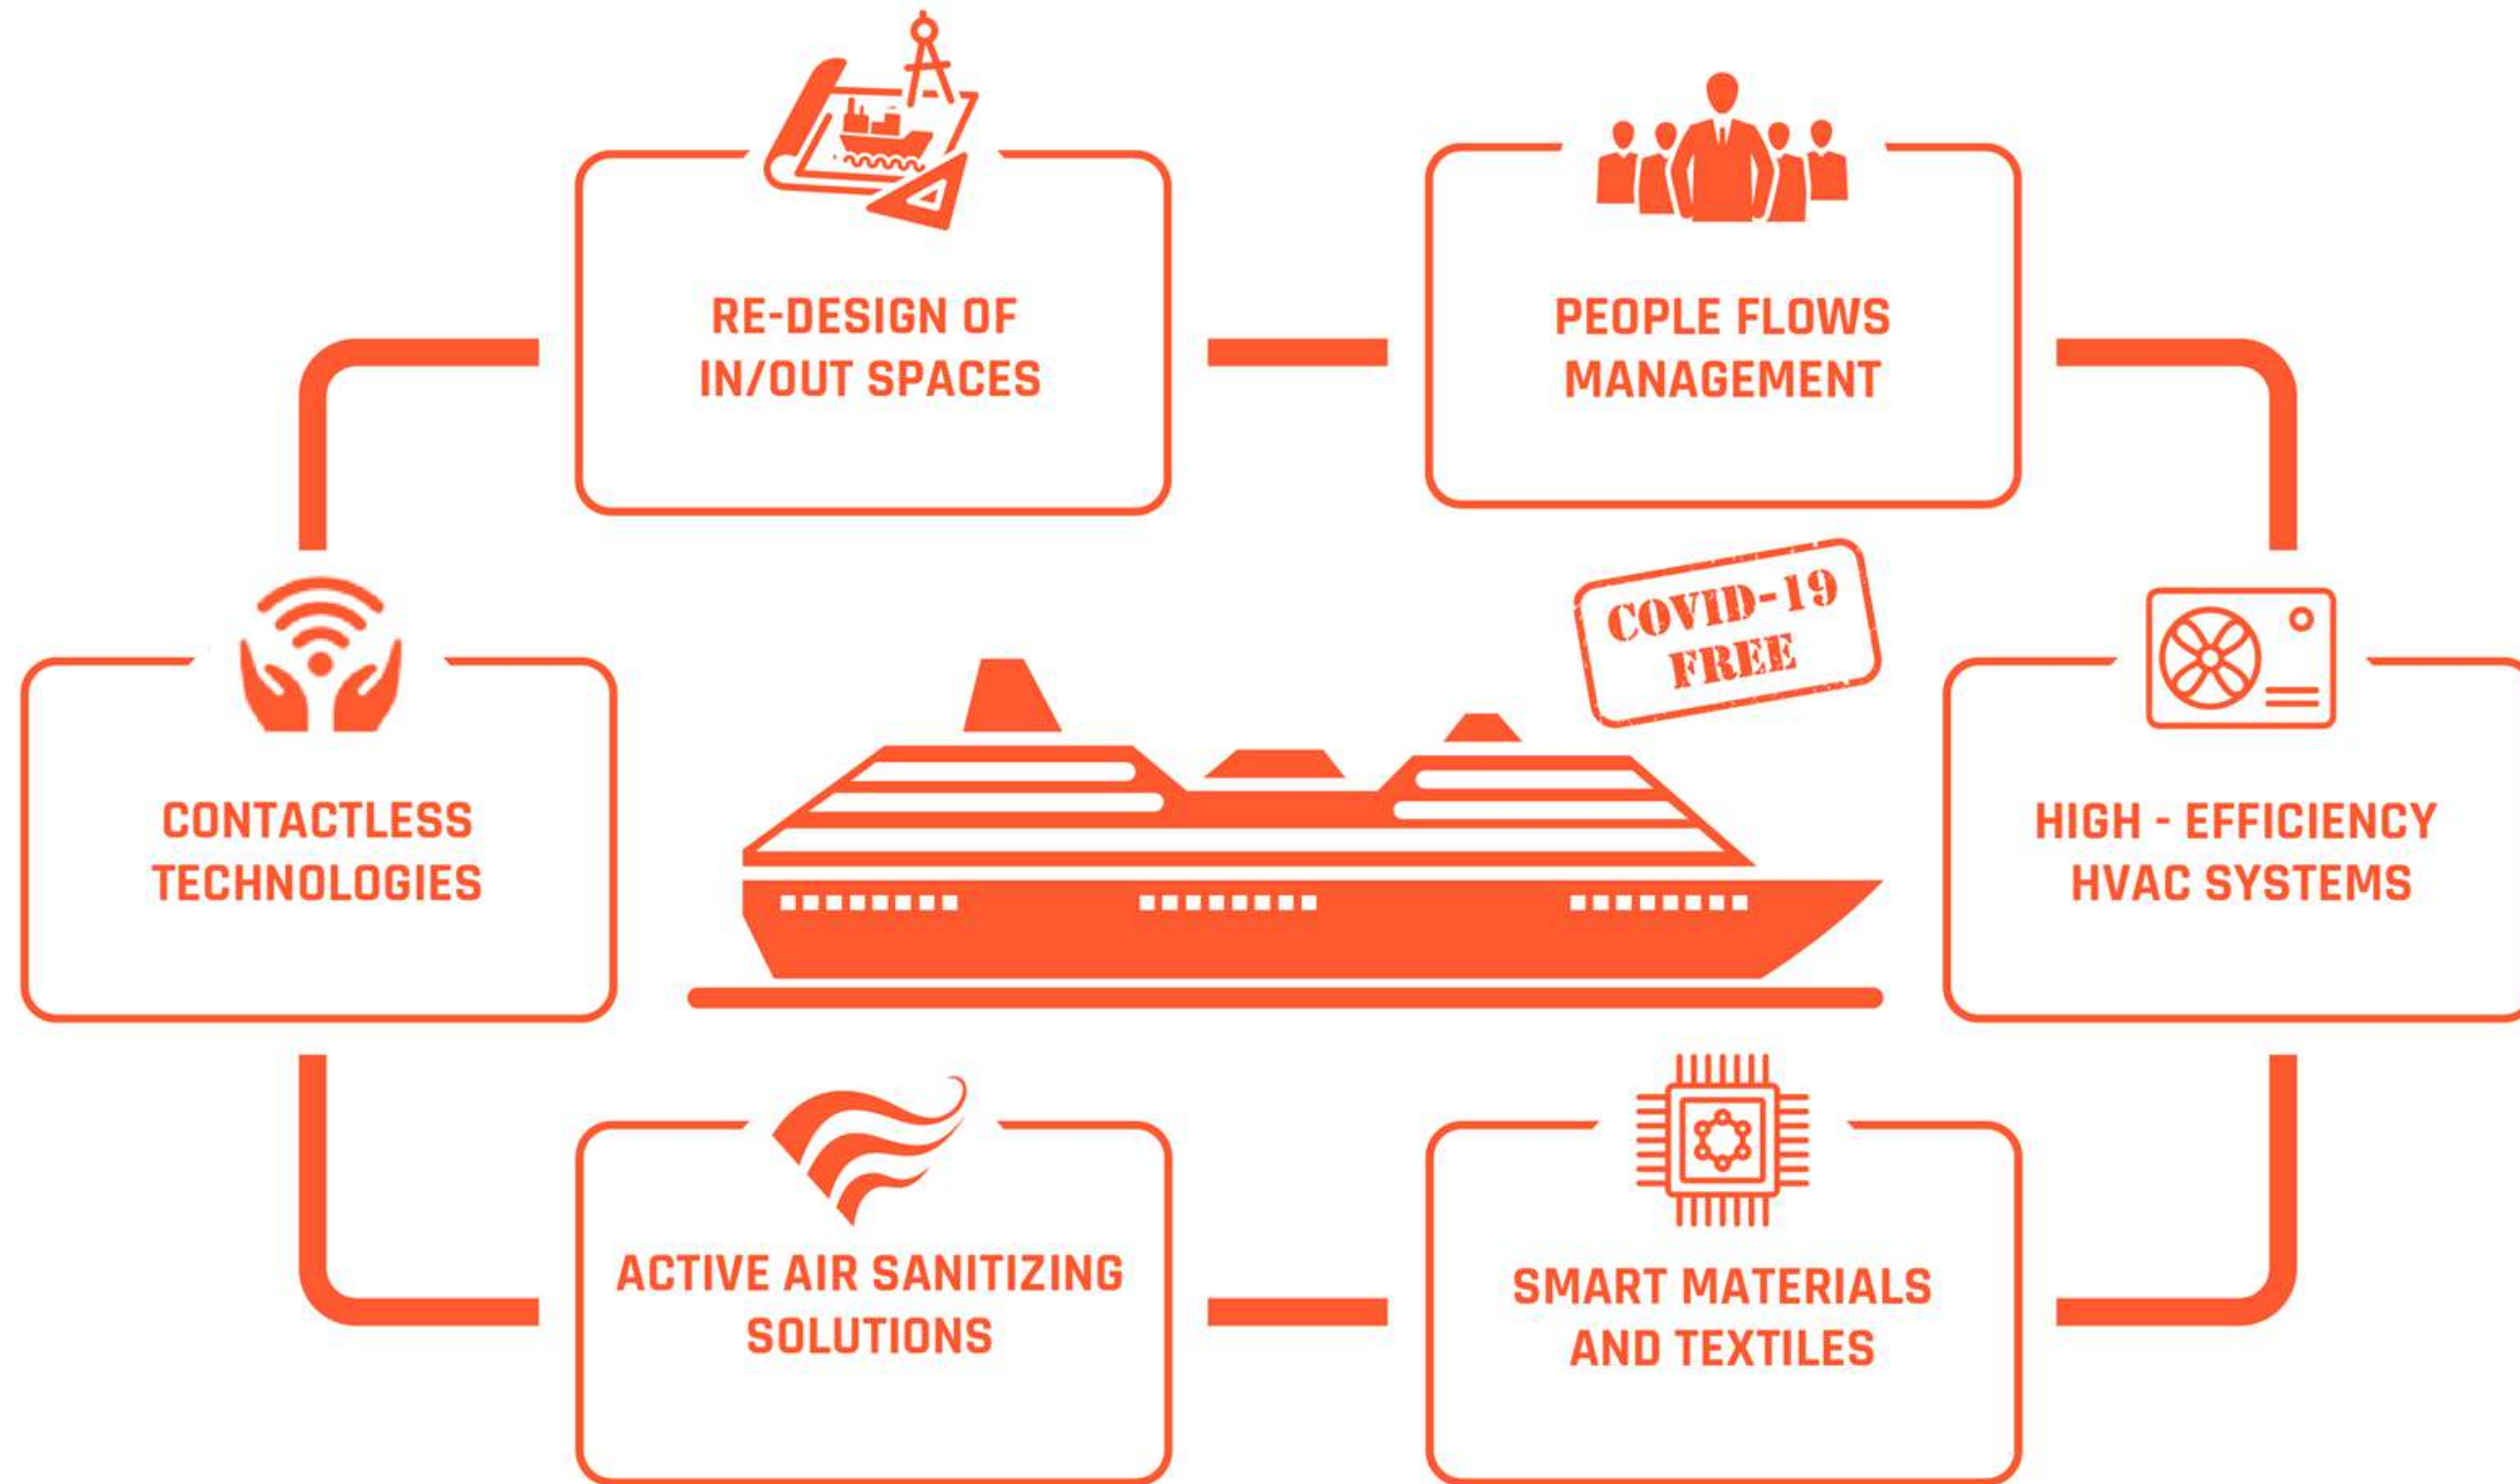 RE-DESIGN OF
IN/OUT SPACES
PEOPLE FLOWS
MANAGEMENT
COVID-19
FREE
CONTACTLESS
TECHNOLOGIES
HIGH - EFFICIENCY
HVAC SYSTEMS
ACTIVE AIR SANITIZING
SOLUTIONS
SMART MATERIALS
AND TEXTILES